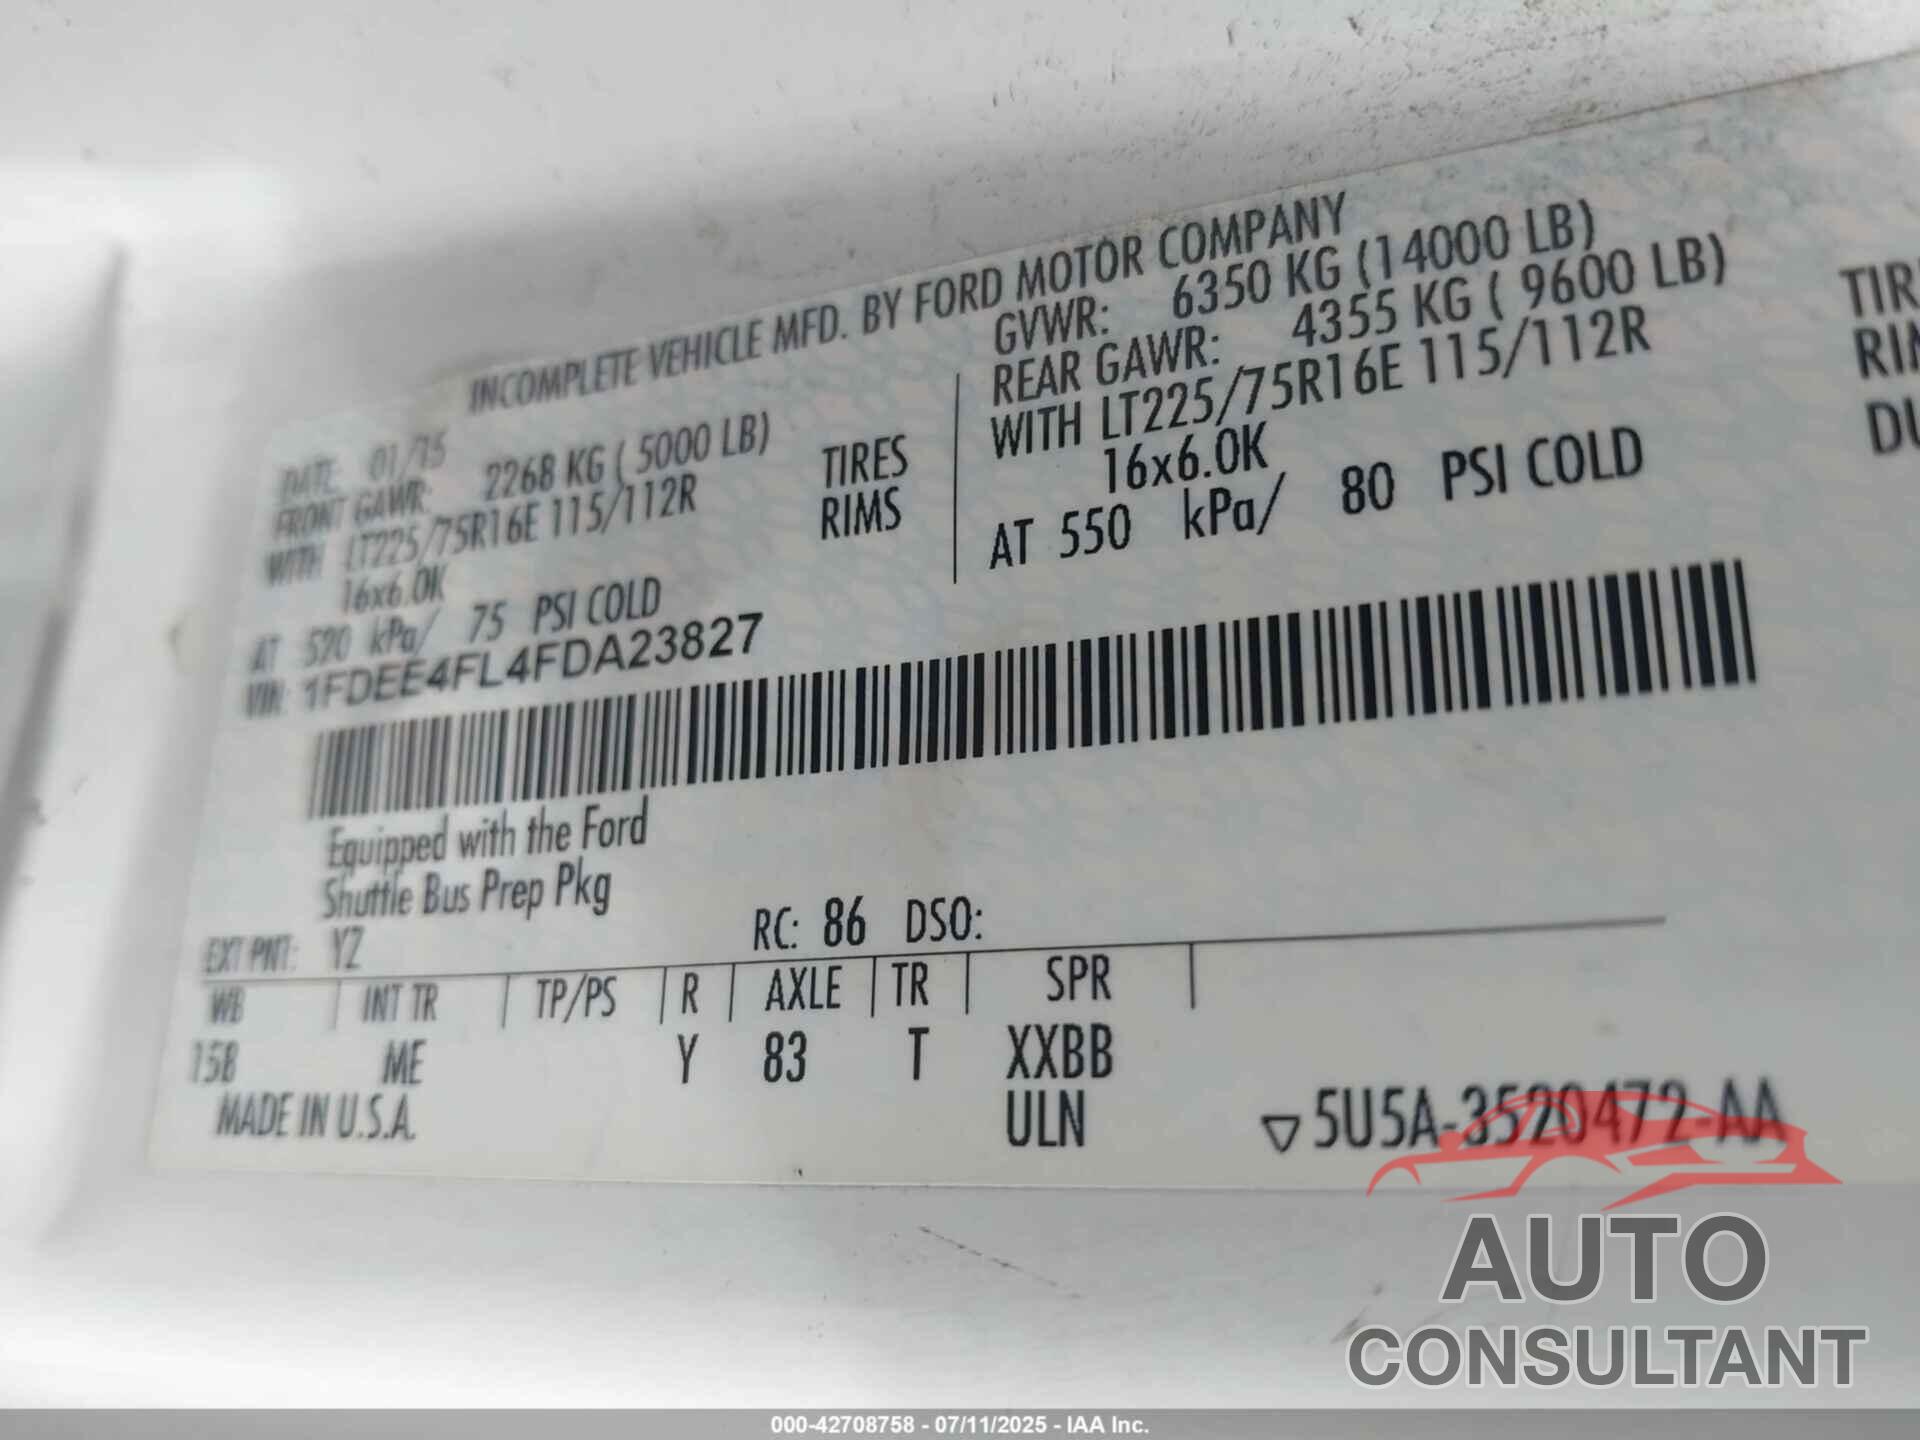 INCOMPLETE VEHICLE MFD. BY FORD MOTOR COMPANY
DATE: 01/15
GVWR: 6350 KG (14000 LB)
FRONT GAWR: 2268 KG ( 5000 LB)
REAR GAWR: 4355 KG ( 9600 LB)
WITH LT225/75R16E 115/112R TIRES
WITH LT225/75R16E 115/112R
16x6.0K RIMS
16x6.0K
AT 520 kPa/ 75 PSI COLD
AT 550 kPa/ 80 PSI COLD
VIN: 1FDEE4FL4FDA23827
Equipped with the Ford
Shuttle Bus Prep Pkg
EXT PNT: YZ RC: 86 DSO:
WB INT TR TP/PS R AXLE TR SPR
158 ME Y 83 T XXBB
MADE IN U.S.A. ULN
5U5A-3520472-AA
AUTO
CONSULTANT
000-42708758 - 07/11/2025 - IAA Inc.